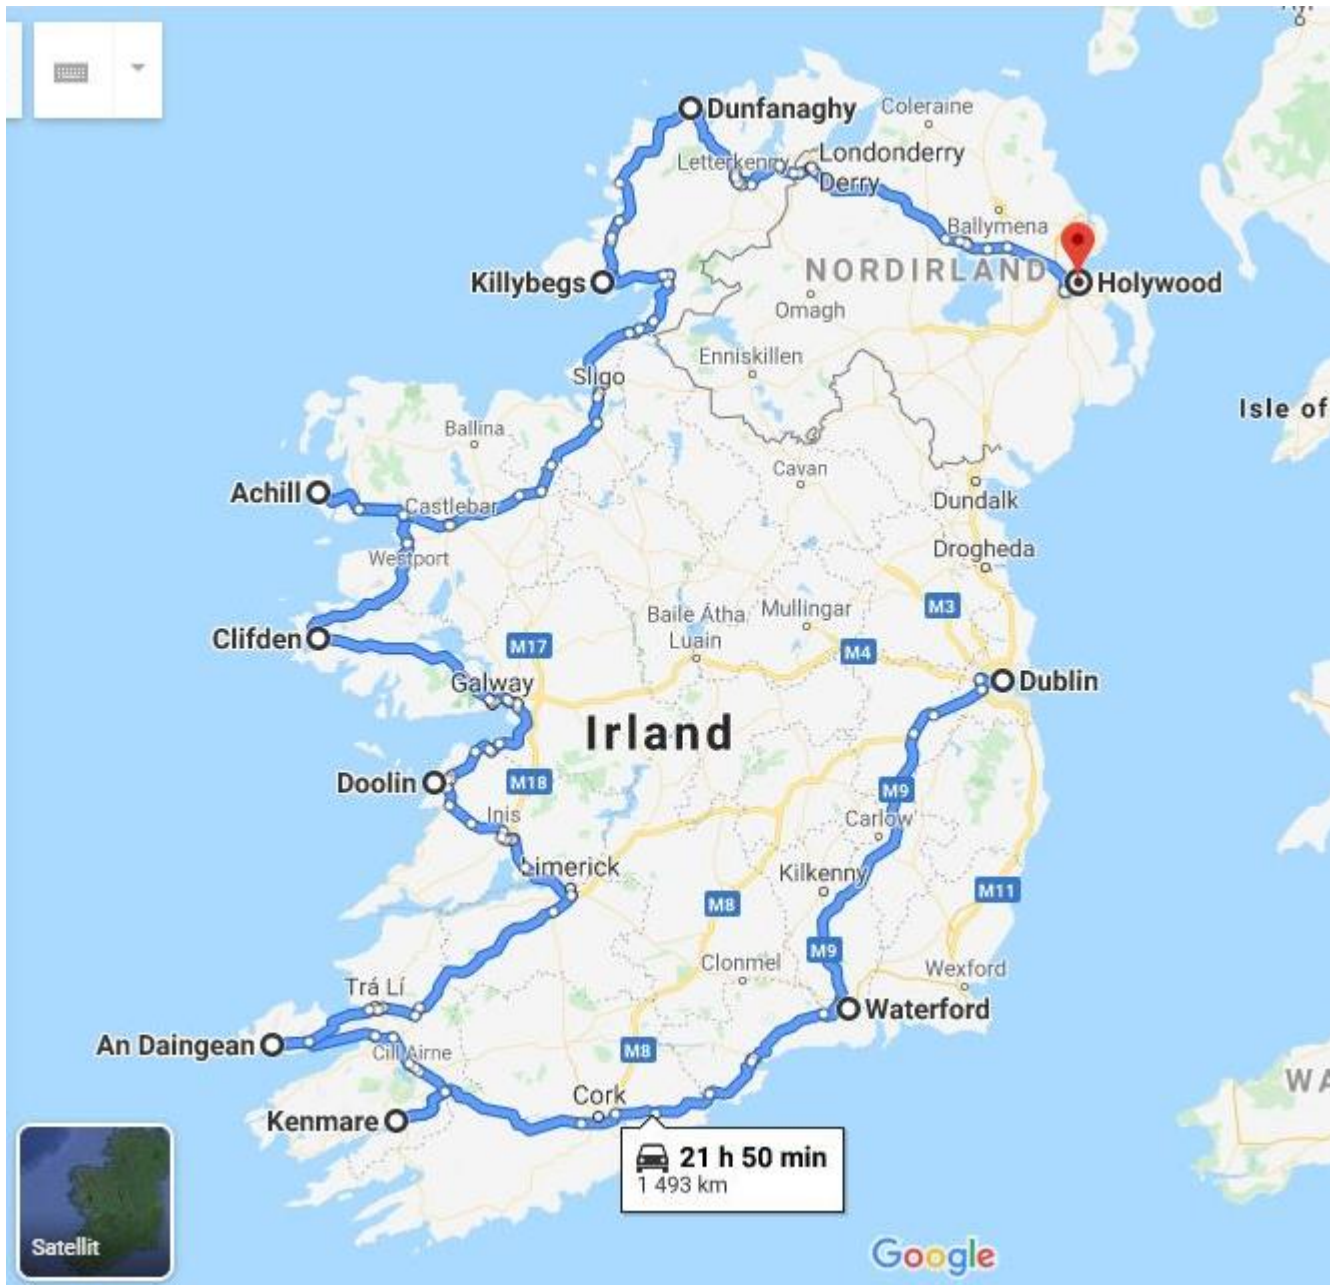 Dunfanaghy
Coleraine
Letterkenny
Londonderry
Derry
Ballymena
NORDIRLAND
Killybegs
Holywood
Omagh
Enniskillen
Sligo
Isle of
Ballina
Cavan
Achill
Castlebar
Dundalk
Westport
Drogheda
M3
Baile Átha
Luain
Mullingar
Clifden
M17
M4
Galway
Dublin
Irland
Doolin
M18
M9
Inis
Carlow
Limerick
Kilkenny
M8
M11
M9
Clonmel
Wexford
Trá Lí
Waterford
An Daingean
Cill Airne
M8
WA
Cork
Kenmare
21 h 50 min
1 493 km
Satellit
Google